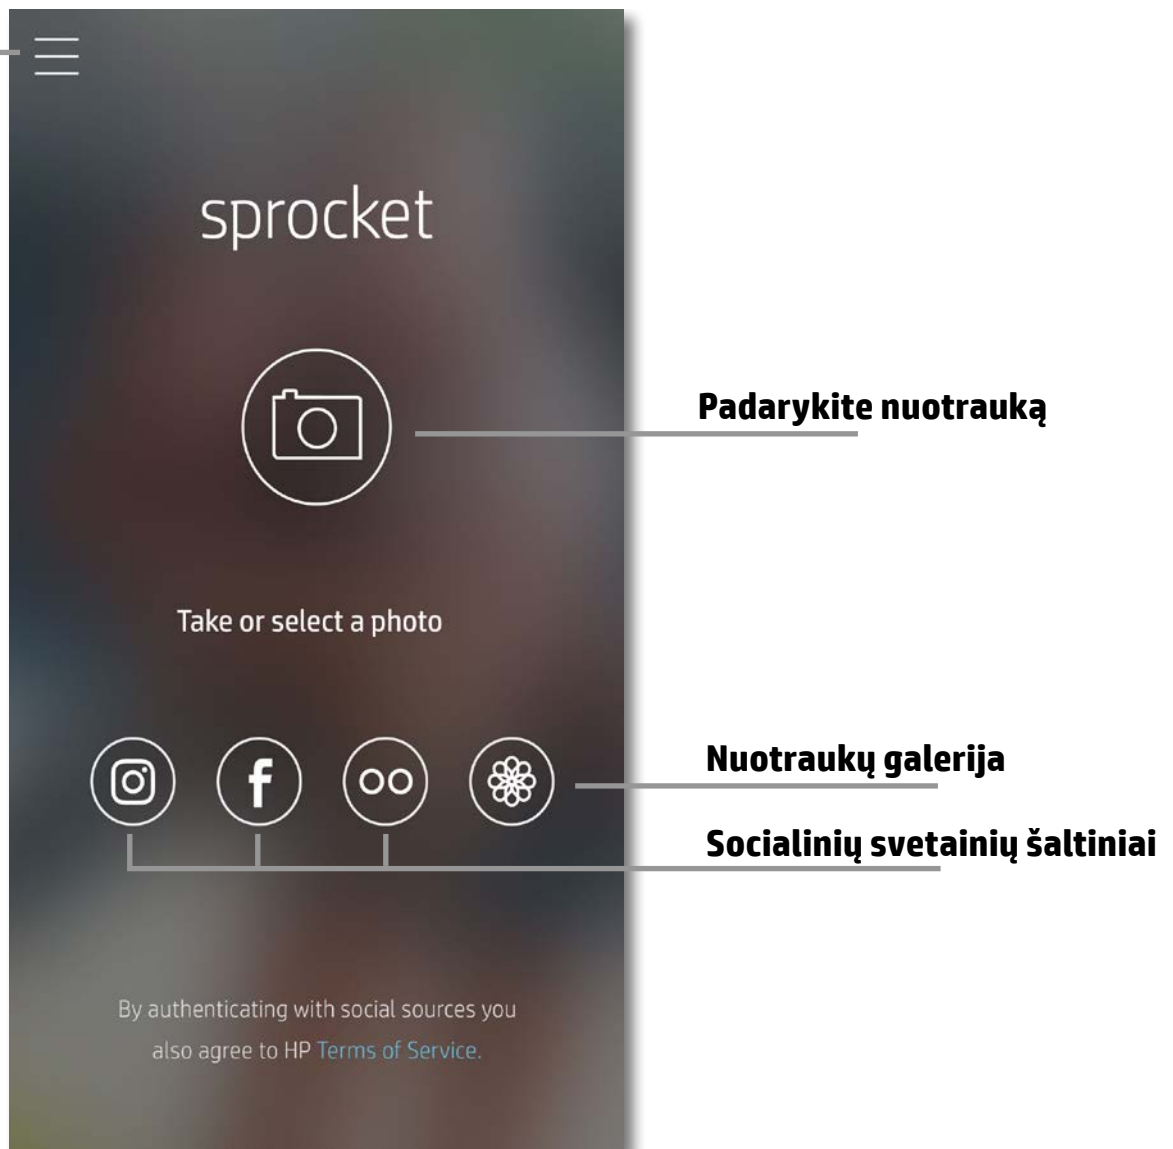 sprocket
Padarykite nuotrauką
Take or select a photo
Nuotraukų galerija
Socialinių svetainių šaltiniai
By authenticating with social sources you
also agree to HP Terms of Service.